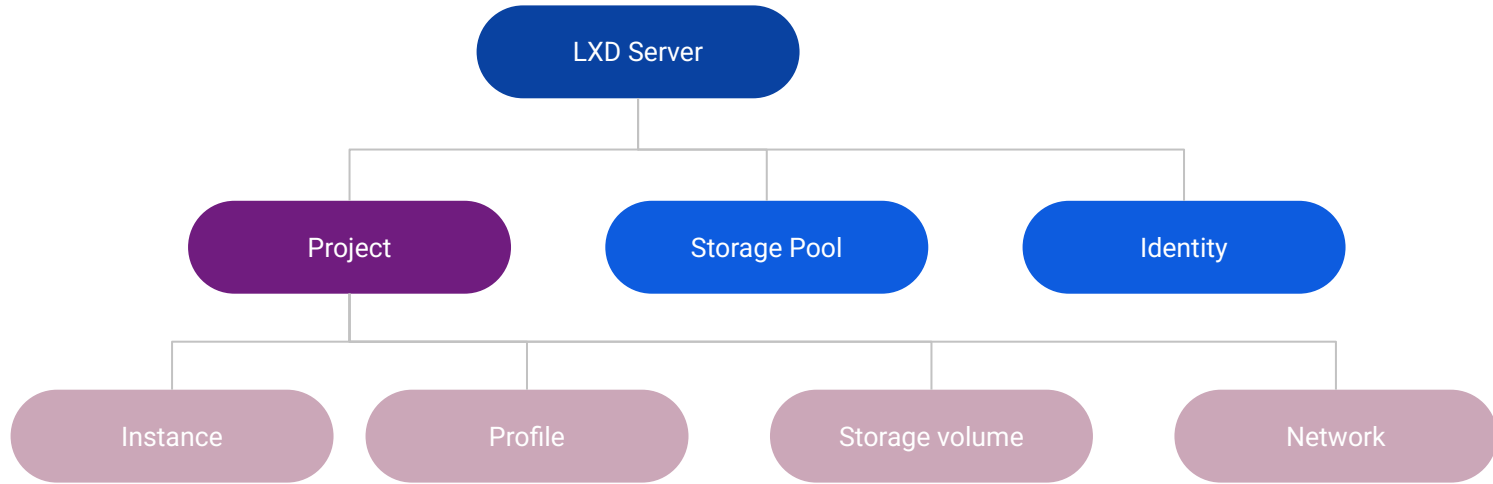 LXD Server
Project
Storage Pool
Identity
Instance
Profile
Storage volume
Network